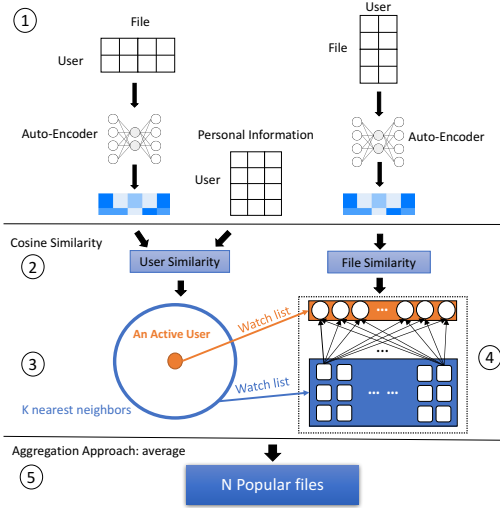 1
File
User
User
File
Auto-Encoder
Personal Information
Auto-Encoder
User
Cosine Similarity
2
User Similarity
File Similarity
3
An Active User
Watch list
...
...
4
Watch list
... ...
K nearest neighbors
Aggregation Approach: average
5
N Popular files